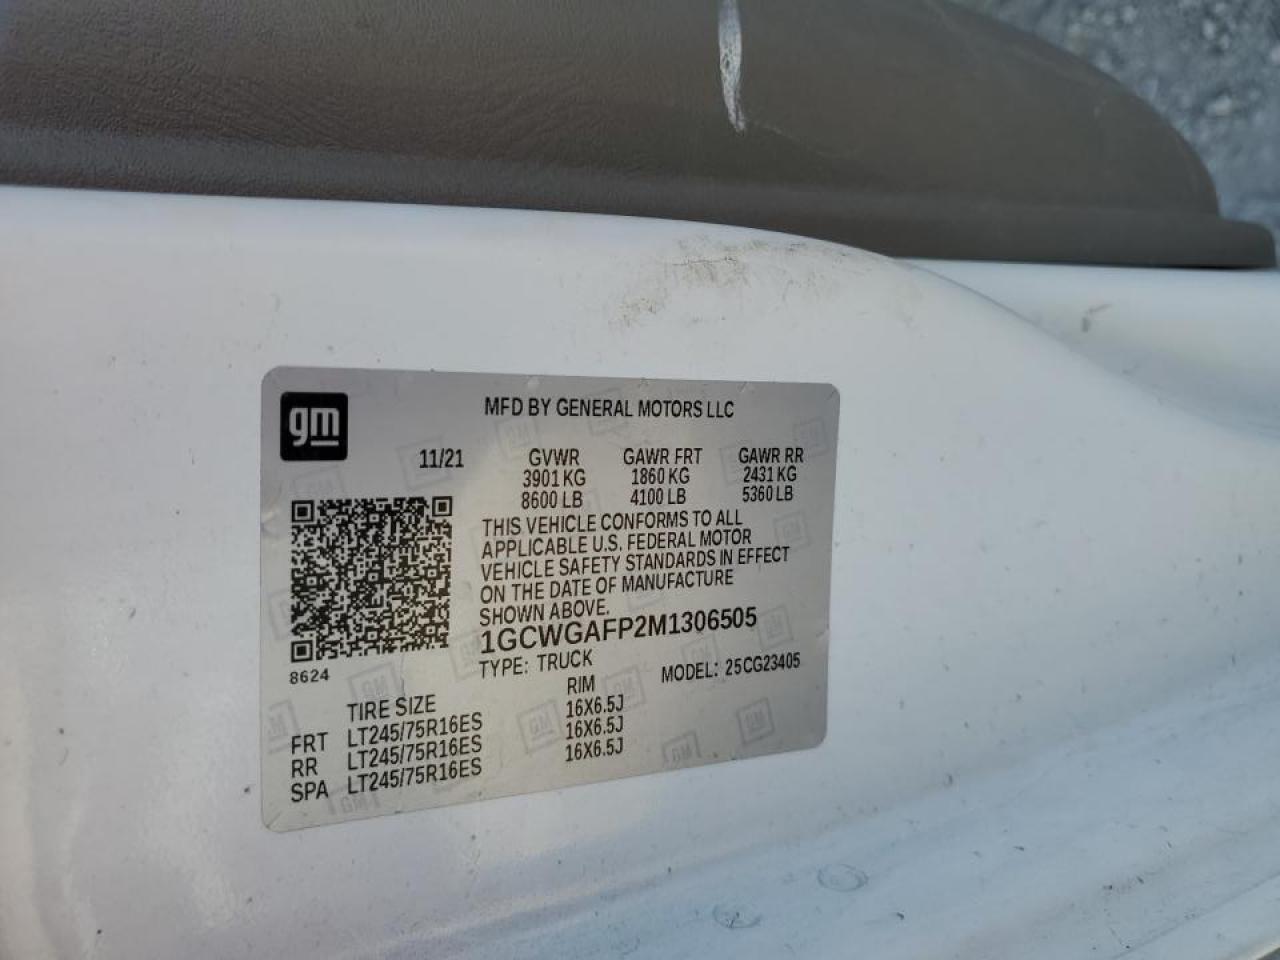 gm
MFD BY GENERAL MOTORS LLC
11/21 GVWR GAWR FRT GAWR RR
3901 KG 1860 KG 2431 KG
8600 LB 4100 LB 5360 LB
THIS VEHICLE CONFORMS TO ALL
APPLICABLE U.S. FEDERAL MOTOR
VEHICLE SAFETY STANDARDS IN EFFECT
ON THE DATE OF MANUFACTURE
SHOWN ABOVE.
1GCWGAFP2M1306505
8624 TYPE: TRUCK MODEL: 25CG23405
TIRE SIZE RIM
FRT LT245/75R16ES 16X6.5J
RR LT245/75R16ES 16X6.5J
SPA LT245/75R16ES 16X6.5J